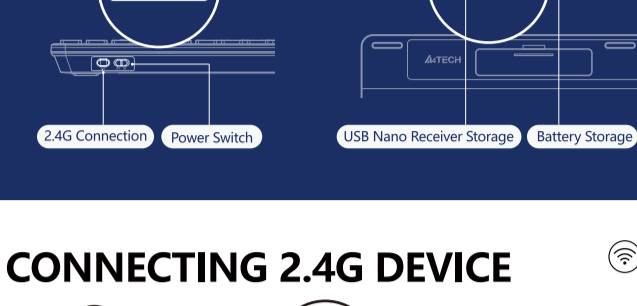 A4TECH
2.4G Connection
Power Switch
USB Nano Receiver Storage
Battery Storage
CONNECTING 2.4G DEVICE